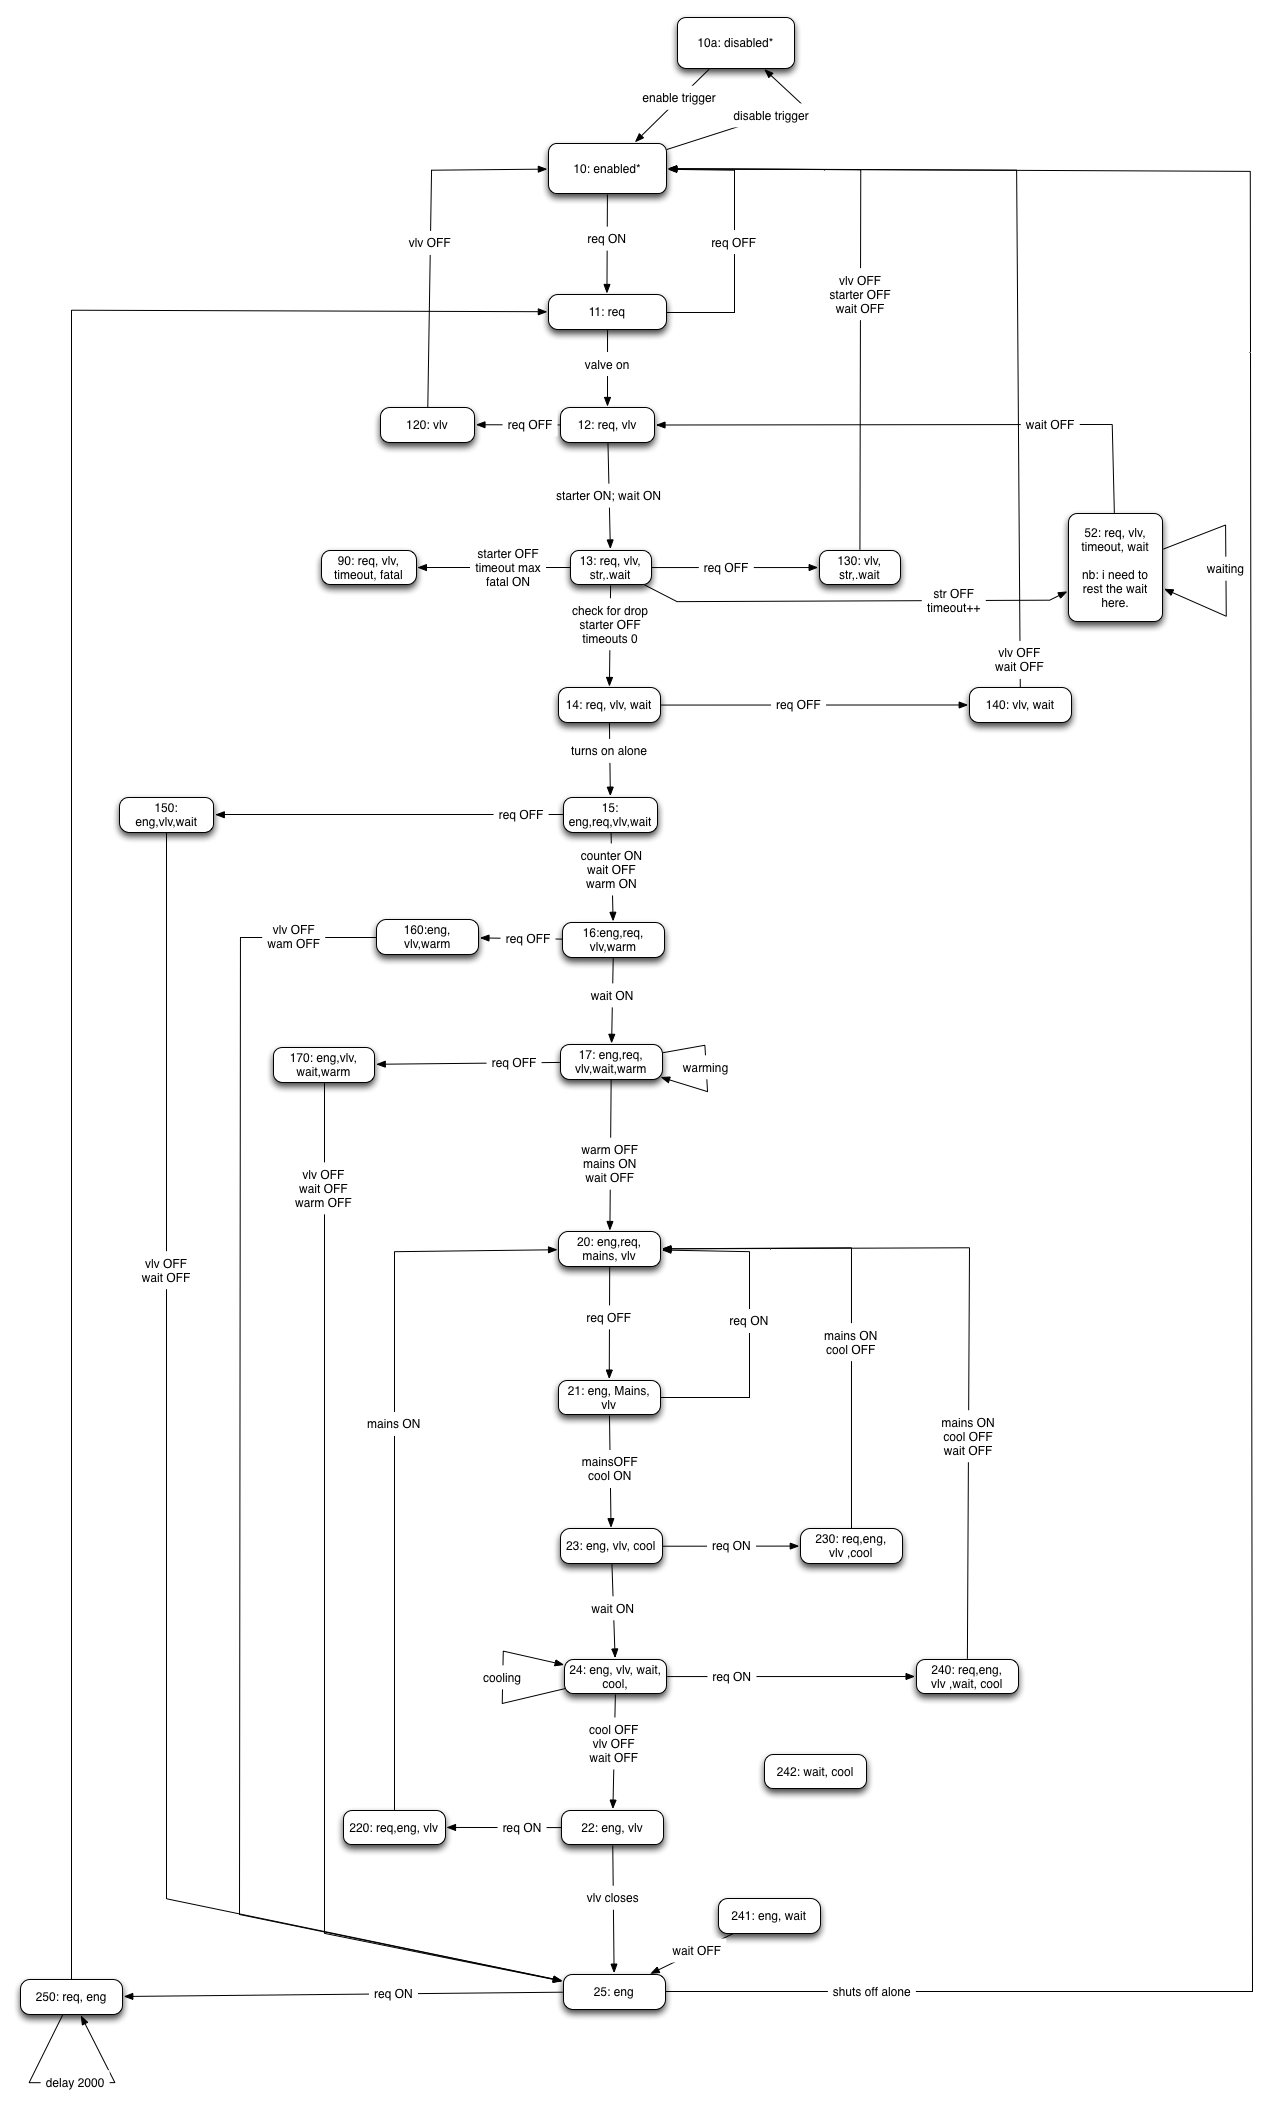 10a: disabled*
enable trigger
disable trigger
10: enabled*
vlv OFF
req ON
req OFF
vlv OFF
starter OFF
wait OFF
11: req
valve on
120: vlv
req OFF
12: req, vlv
wait OFF
starter ON; wait ON
52: req, vlv,
timeout, wait
nb: i need to
rest the wait
here.
waiting
90: req, vlv,
timeout, fatal
starter OFF
timeout max
fatal ON
13: req, vlv,
str,.wait
req OFF
130: vlv,
str,.wait
str OFF
timeout++
check for drop
starter OFF
timeouts 0
vlv OFF
wait OFF
14: req, vlv, wait
req OFF
140: vlv, wait
turns on alone
150:
eng,vlv,wait
req OFF
15:
eng,req,vlv,wait
counter ON
wait OFF
warm ON
vlv OFF
wam OFF
160:eng,
vlv,warm
req OFF
16:eng,req,
vlv,warm
wait ON
170: eng,vlv,
wait,warm
req OFF
17: eng,req,
vlv,wait,warm
warming
warm OFF
mains ON
wait OFF
vlv OFF
wait OFF
warm OFF
vlv OFF
wait OFF
20: eng,req,
mains, vlv
req OFF
req ON
mains ON
cool OFF
21: eng, Mains,
vlv
mains ON
mains ON
cool OFF
wait OFF
mainsOFF
cool ON
23: eng, vlv, cool
req ON
230: req,eng,
vlv ,cool
wait ON
cooling
24: eng, vlv, wait,
cool,
req ON
240: req,eng,
vlv ,wait, cool
cool OFF
vlv OFF
wait OFF
242: wait, cool
220: req,eng, vlv
req ON
22: eng, vlv
vlv closes
241: eng, wait
wait OFF
250: req, eng
req ON
25: eng
shuts off alone
delay 2000